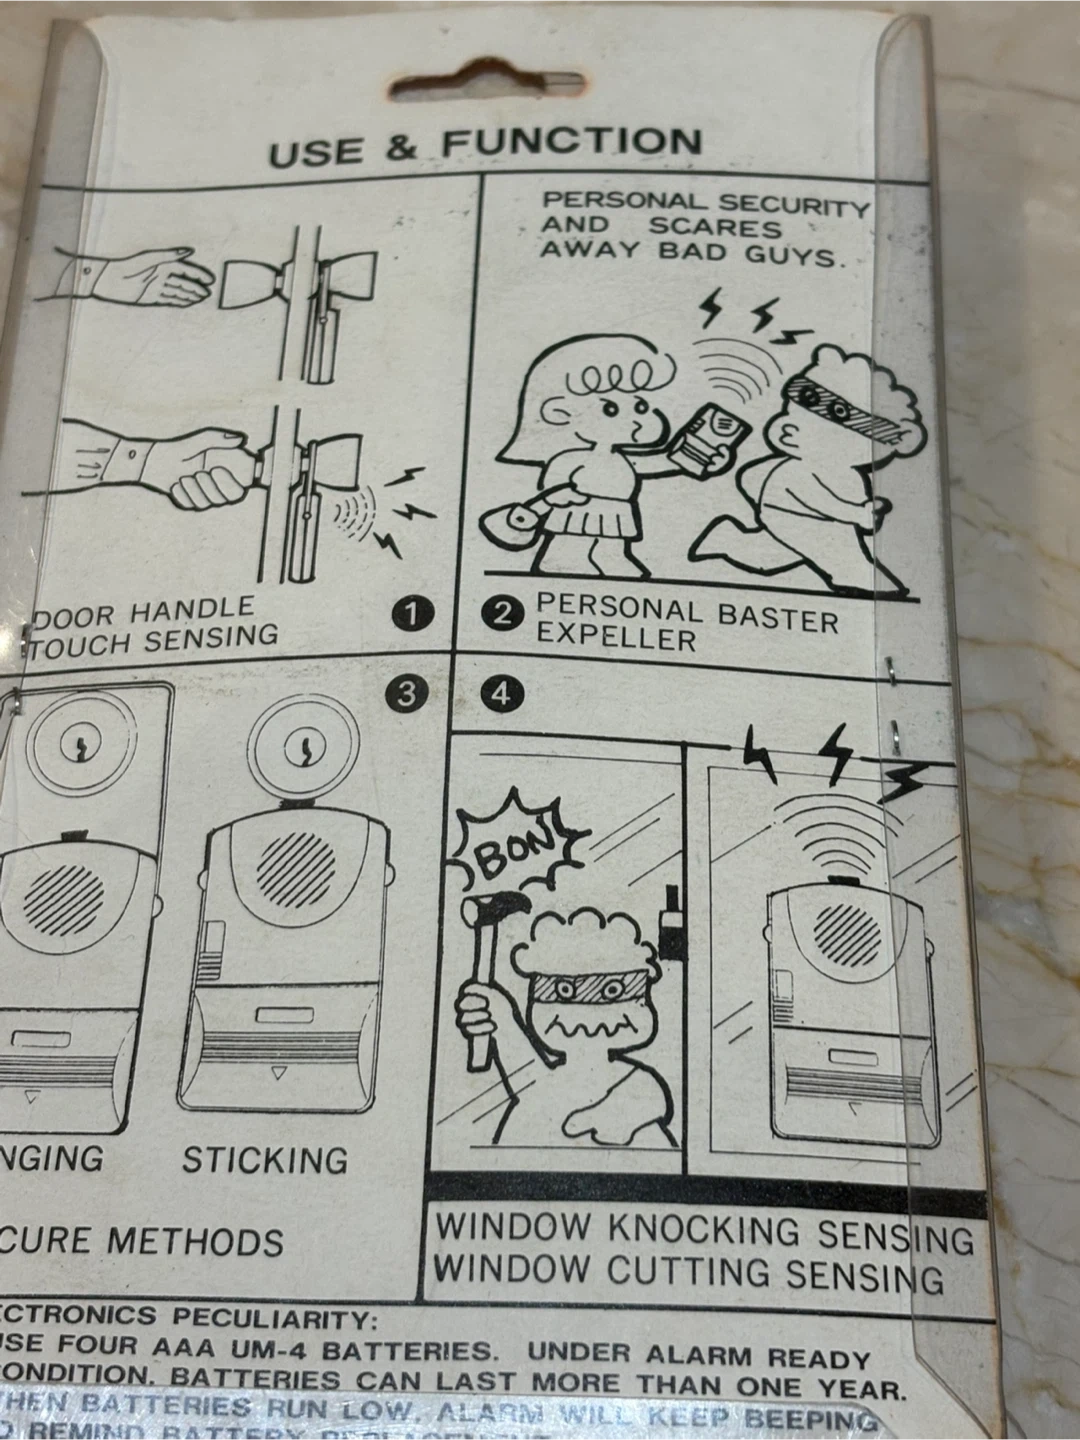 USE & FUNCTION
PERSONAL SECURITY
AND SCARES
AWAY BAD GUYS.
DOOR HANDLE
TOUCH SENSING
1
2
PERSONAL BASTER
EXPELLER
3
4
BON
NGING
STICKING
CURE METHODS
WINDOW KNOCKING SENSING
WINDOW CUTTING SENSING
ECTRONICS PECULIARITY:
USE FOUR AAA UM-4 BATTERIES. UNDER ALARM READY
CONDITION. BATTERIES CAN LAST MORE THAN ONE YEAR.
HEN BATTERIES RUN LOW, ALARM WILL KEEP BEEPING
O REMIND BATTERY REPLACEMENT